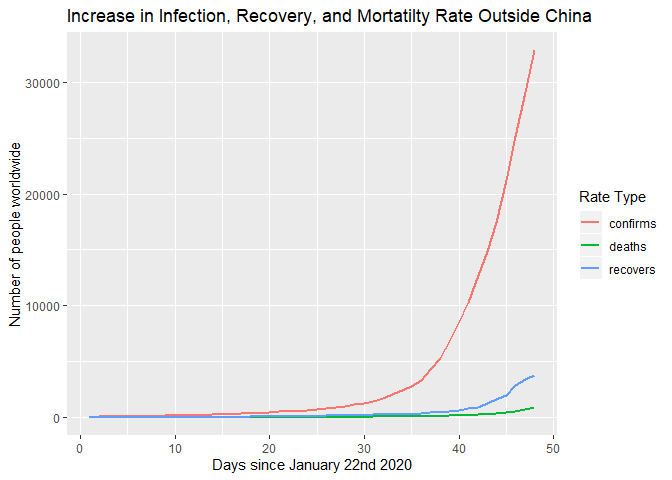 Increase in Infection, Recovery, and Mortatilty Rate Outside China
Number of people worldwide
30000
20000
10000
0
0 10 20 30 40 50
Days since January 22nd 2020
Rate Type
confirms
deaths
recovers